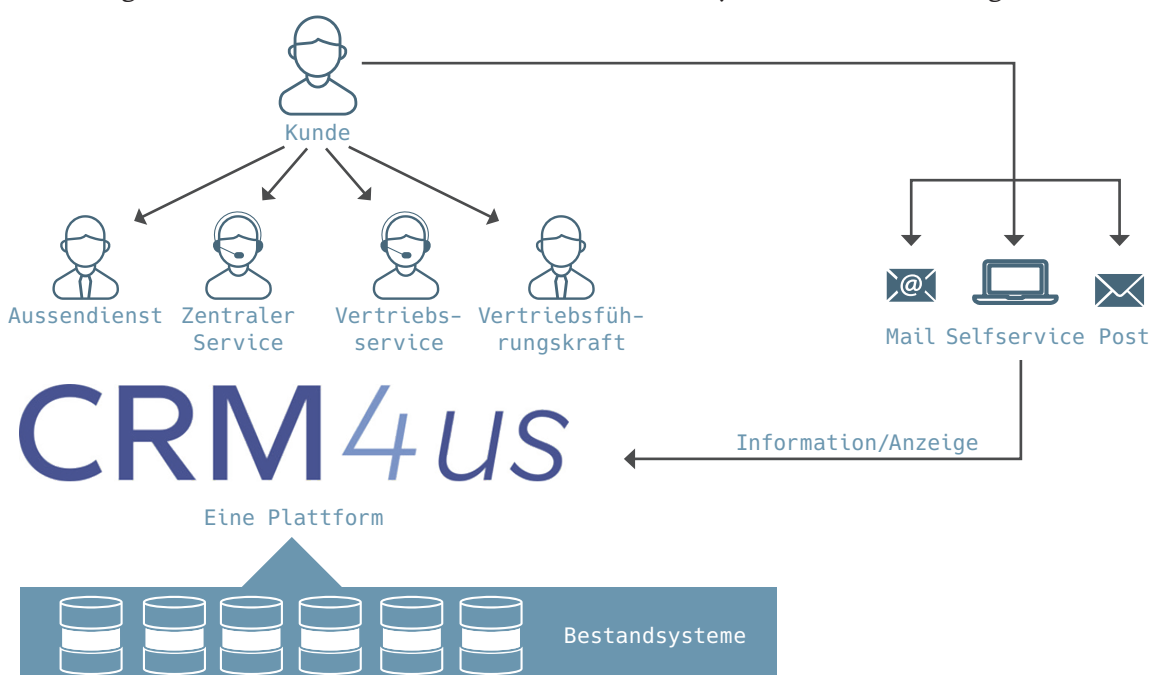 Kunde
Aussendienst Zentraler Vertriebs- Vertriebsfüh-
Service service rungskraft
@
Mail Selfservice Post
CRM4us
Information/Anzeige
Eine Plattform
Bestandsysteme